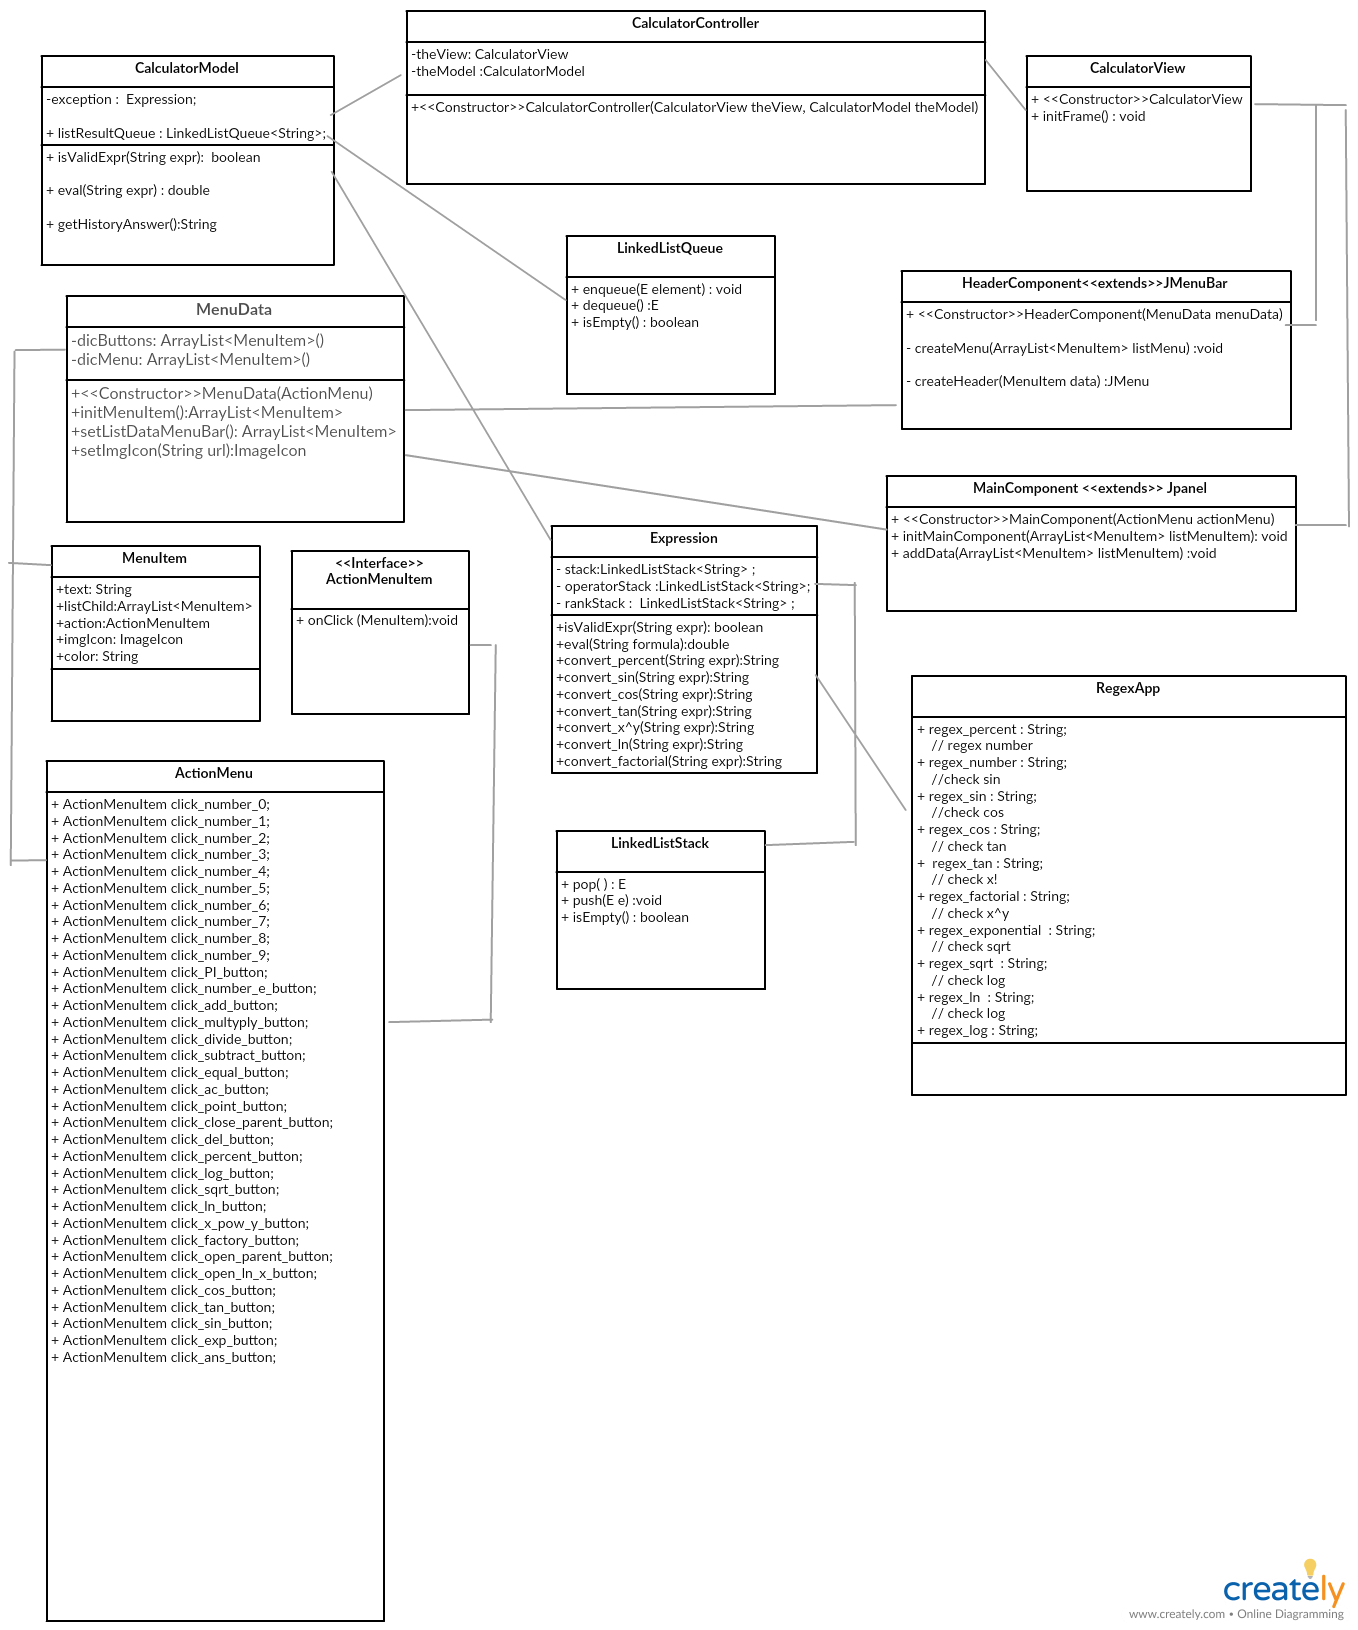 CalculatorController
-theView: CalculatorView
-theModel :CalculatorModel
+<<Constructor>>CalculatorController(CalculatorView theView, CalculatorModel theModel)
CalculatorModel
-exception :  Expression;
+ listResultQueue : LinkedListQueue<String>;
+ isValidExpr(String expr):  boolean
+ eval(String expr) : double
+ getHistoryAnswer():String
CalculatorView
+ <<Constructor>>CalculatorView
+ initFrame() : void
LinkedListQueue
+ enqueue(E element) : void
+ dequeue() :E
+ isEmpty() : boolean
HeaderComponent<<extends>>JMenuBar
+ <<Constructor>>HeaderComponent(MenuData menuData)
- createMenu(ArrayList<MenuItem> listMenu) :void
- createHeader(MenuItem data) :JMenu
MenuData
-dicButtons: ArrayList<MenuItem>()
-dicMenu: ArrayList<MenuItem>()
+<<Constructor>>MenuData(ActionMenu)
+initMenuItem():ArrayList<MenuItem>
+setListDataMenuBar(): ArrayList<MenuItem>
+setImgIcon(String url):ImageIcon
MainComponent <<extends>> Jpanel
+ <<Constructor>>MainComponent(ActionMenu actionMenu)
+ initMainComponent(ArrayList<MenuItem> listMenuItem): void
+ addData(ArrayList<MenuItem> listMenuItem) :void
MenuItem
+text: String
+listChild:ArrayList<MenuItem>
+action:ActionMenuItem
+imgIcon: ImageIcon
+color: String
<<Interface>>
ActionMenuItem
+ onClick (MenuItem):void
Expression
- stack:LinkedListStack<String> ;
- operatorStack :LinkedListStack<String>;
- rankStack :  LinkedListStack<String> ;
+isValidExpr(String expr): boolean
+eval(String formula):double
+convert_percent(String expr):String
+convert_sin(String expr):String
+convert_cos(String expr):String
+convert_tan(String expr):String
+convert_x^y(String expr):String
+convert_ln(String expr):String
+convert_factorial(String expr):String
RegexApp
+ regex_percent : String;
// regex number
+ regex_number : String;
//check sin
+ regex_sin : String;
//check cos
+ regex_cos : String;
// check tan
+  regex_tan : String;
// check x!
+ regex_factorial : String;
// check x^y
+ regex_exponential  : String;
// check sqrt
+ regex_sqrt  : String;
// check log
+ regex_ln  : String;
// check log
+ regex_log : String;
LinkedListStack
+ pop( ) : E
+ push(E e) :void
+ isEmpty() : boolean
ActionMenu
+ ActionMenuItem click_number_0;
+ ActionMenuItem click_number_1;
+ ActionMenuItem click_number_2;
+ ActionMenuItem click_number_3;
+ ActionMenuItem click_number_4;
+ ActionMenuItem click_number_5;
+ ActionMenuItem click_number_6;
+ ActionMenuItem click_number_7;
+ ActionMenuItem click_number_8;
+ ActionMenuItem click_number_9;
+ ActionMenuItem click_PI_button;
+ ActionMenuItem click_number_e_button;
+ ActionMenuItem click_add_button;
+ ActionMenuItem click_multyply_button;
+ ActionMenuItem click_divide_button;
+ ActionMenuItem click_subtract_button;
+ ActionMenuItem click_equal_button;
+ ActionMenuItem click_ac_button;
+ ActionMenuItem click_point_button;
+ ActionMenuItem click_close_parent_button;
+ ActionMenuItem click_del_button;
+ ActionMenuItem click_percent_button;
+ ActionMenuItem click_log_button;
+ ActionMenuItem click_sqrt_button;
+ ActionMenuItem click_ln_button;
+ ActionMenuItem click_x_pow_y_button;
+ ActionMenuItem click_factory_button;
+ ActionMenuItem click_open_parent_button;
+ ActionMenuItem click_open_ln_x_button;
+ ActionMenuItem click_cos_button;
+ ActionMenuItem click_tan_button;
+ ActionMenuItem click_sin_button;
+ ActionMenuItem click_exp_button;
+ ActionMenuItem click_ans_button;
creately
www.creately.com • Online Diagramming